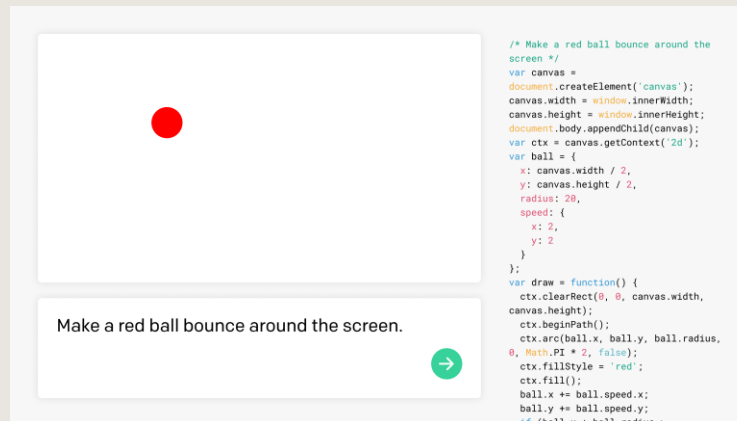 Make a red ball bounce around the screen.
/* Make a red ball bounce around the
screen */
var canvas =
document.createElement('canvas');
canvas.width = window.innerWidth;
canvas.height = window.innerHeight;
document.body.appendChild(canvas);
var ctx = canvas.getContext('2d');
var ball = {
  x: canvas.width / 2,
  y: canvas.height / 2,
  radius: 20,
  speed: {
    x: 2,
    y: 2
  }
};
var draw = function() {
  ctx.clearRect(0, 0, canvas.width,
canvas.height);
  ctx.beginPath();
  ctx.arc(ball.x, ball.y, ball.radius,
0, Math.PI * 2, false);
  ctx.fillStyle = 'red';
  ctx.fill();
  ball.x += ball.speed.x;
  ball.y += ball.speed.y;